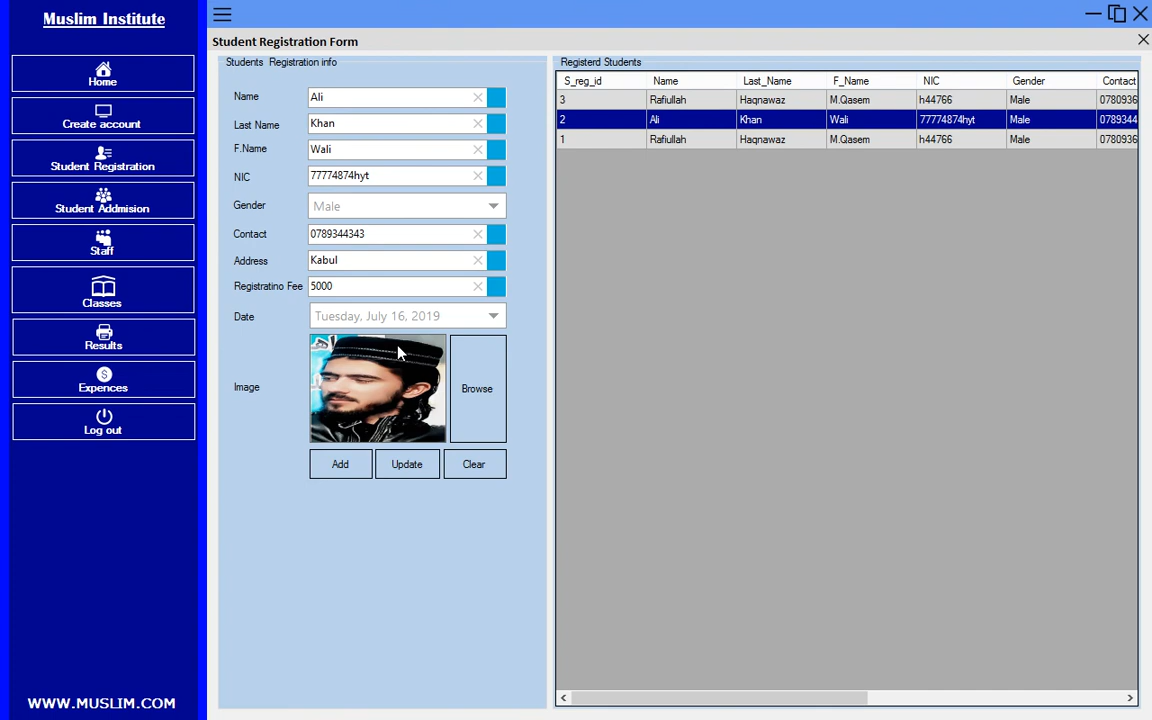 Muslim Institute
Home
Create account
Student Registration
Student Addmision
Staff
Classes
Results
Expences
Log out
WWW.MUSLIM.COM
Student Registration Form
Students Registration info
Name Ali
Last Name Khan
F.Name Wali
NIC 77774874hyt
Gender Male
Contact 0789344343
Address Kabul
Registratino Fee 5000
Date Tuesday, July 16, 2019
Image Browse
Add Update Clear
Registerd Students
S_reg_id Name Last_Name F_Name NIC Gender Contact
3 Rafiullah Haqnawaz M.Qasem h44766 Male 0780936
2 Ali Khan Wali 77774874hyt Male 0789344
1 Rafiullah Haqnawaz M.Qasem h44766 Male 0780936